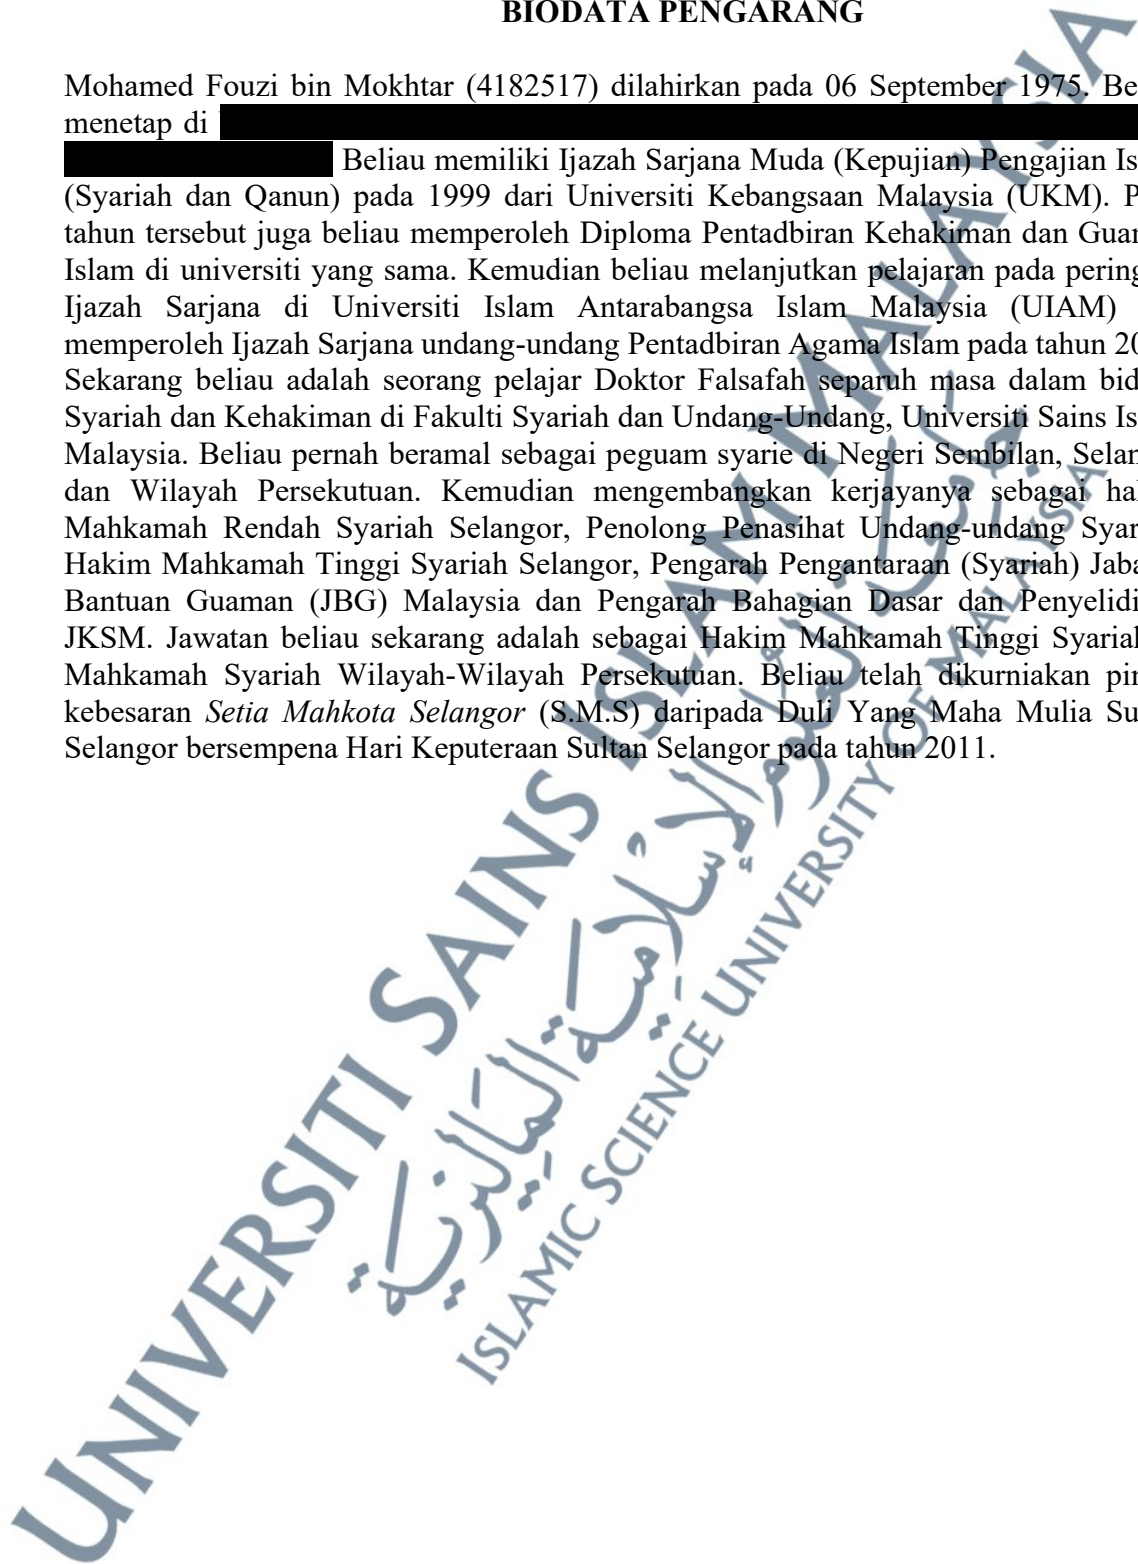 BIODATA PENGARANG
Mohamed Fouzi bin Mokhtar (4182517) dilahirkan pada 06 September 1975. Be
menetap di
Beliau memiliki Ijazah Sarjana Muda (Kepujian) Pengajian Is
(Syariah dan Qanun) pada 1999 dari Universiti Kebangsaan Malaysia (UKM). P
tahun tersebut juga beliau memperoleh Diploma Pentadbiran Kehakiman dan Guar
Islam di universiti yang sama. Kemudian beliau melanjutkan pelajaran pada pering
Ijazah Sarjana di Universiti Islam Antarabangsa Islam Malaysia (UIAM)
memperoleh Ijazah Sarjana undang-undang Pentadbiran Agama Islam pada tahun 20
Sekarang beliau adalah seorang pelajar Doktor Falsafah separuh masa dalam bid
Syariah dan Kehakiman di Fakulti Syariah dan Undang-Undang, Universiti Sains Is
Malaysia. Beliau pernah beramal sebagai peguam syarie di Negeri Sembilan, Selan
dan Wilayah Persekutuan. Kemudian mengembangkan kerjayanya sebagai ha
Mahkamah Rendah Syariah Selangor, Penolong Penasihat Undang-undang Syar
Hakim Mahkamah Tinggi Syariah Selangor, Pengarah Pengantaraan (Syariah) Jaba
Bantuan Guaman (JBG) Malaysia dan Pengarah Bahagian Dasar dan Penyelidi
JKSM. Jawatan beliau sekarang adalah sebagai Hakim Mahkamah Tinggi Syariah
Mahkamah Syariah Wilayah-Wilayah Persekutuan. Beliau telah dikurniakan pin
kebesaran Setia Mahkota Selangor (S.M.S) daripada Duli Yang Maha Mulia Su
Selangor bersempena Hari Keputeraan Sultan Selangor pada tahun 2011.
UNIVERSITI SAINS ISLAM MALAYSIA
جامعة العلوم الإسلامية الماليزية
ISLAMIC SCIENCE UNIVERSITY OF MALAYSIA